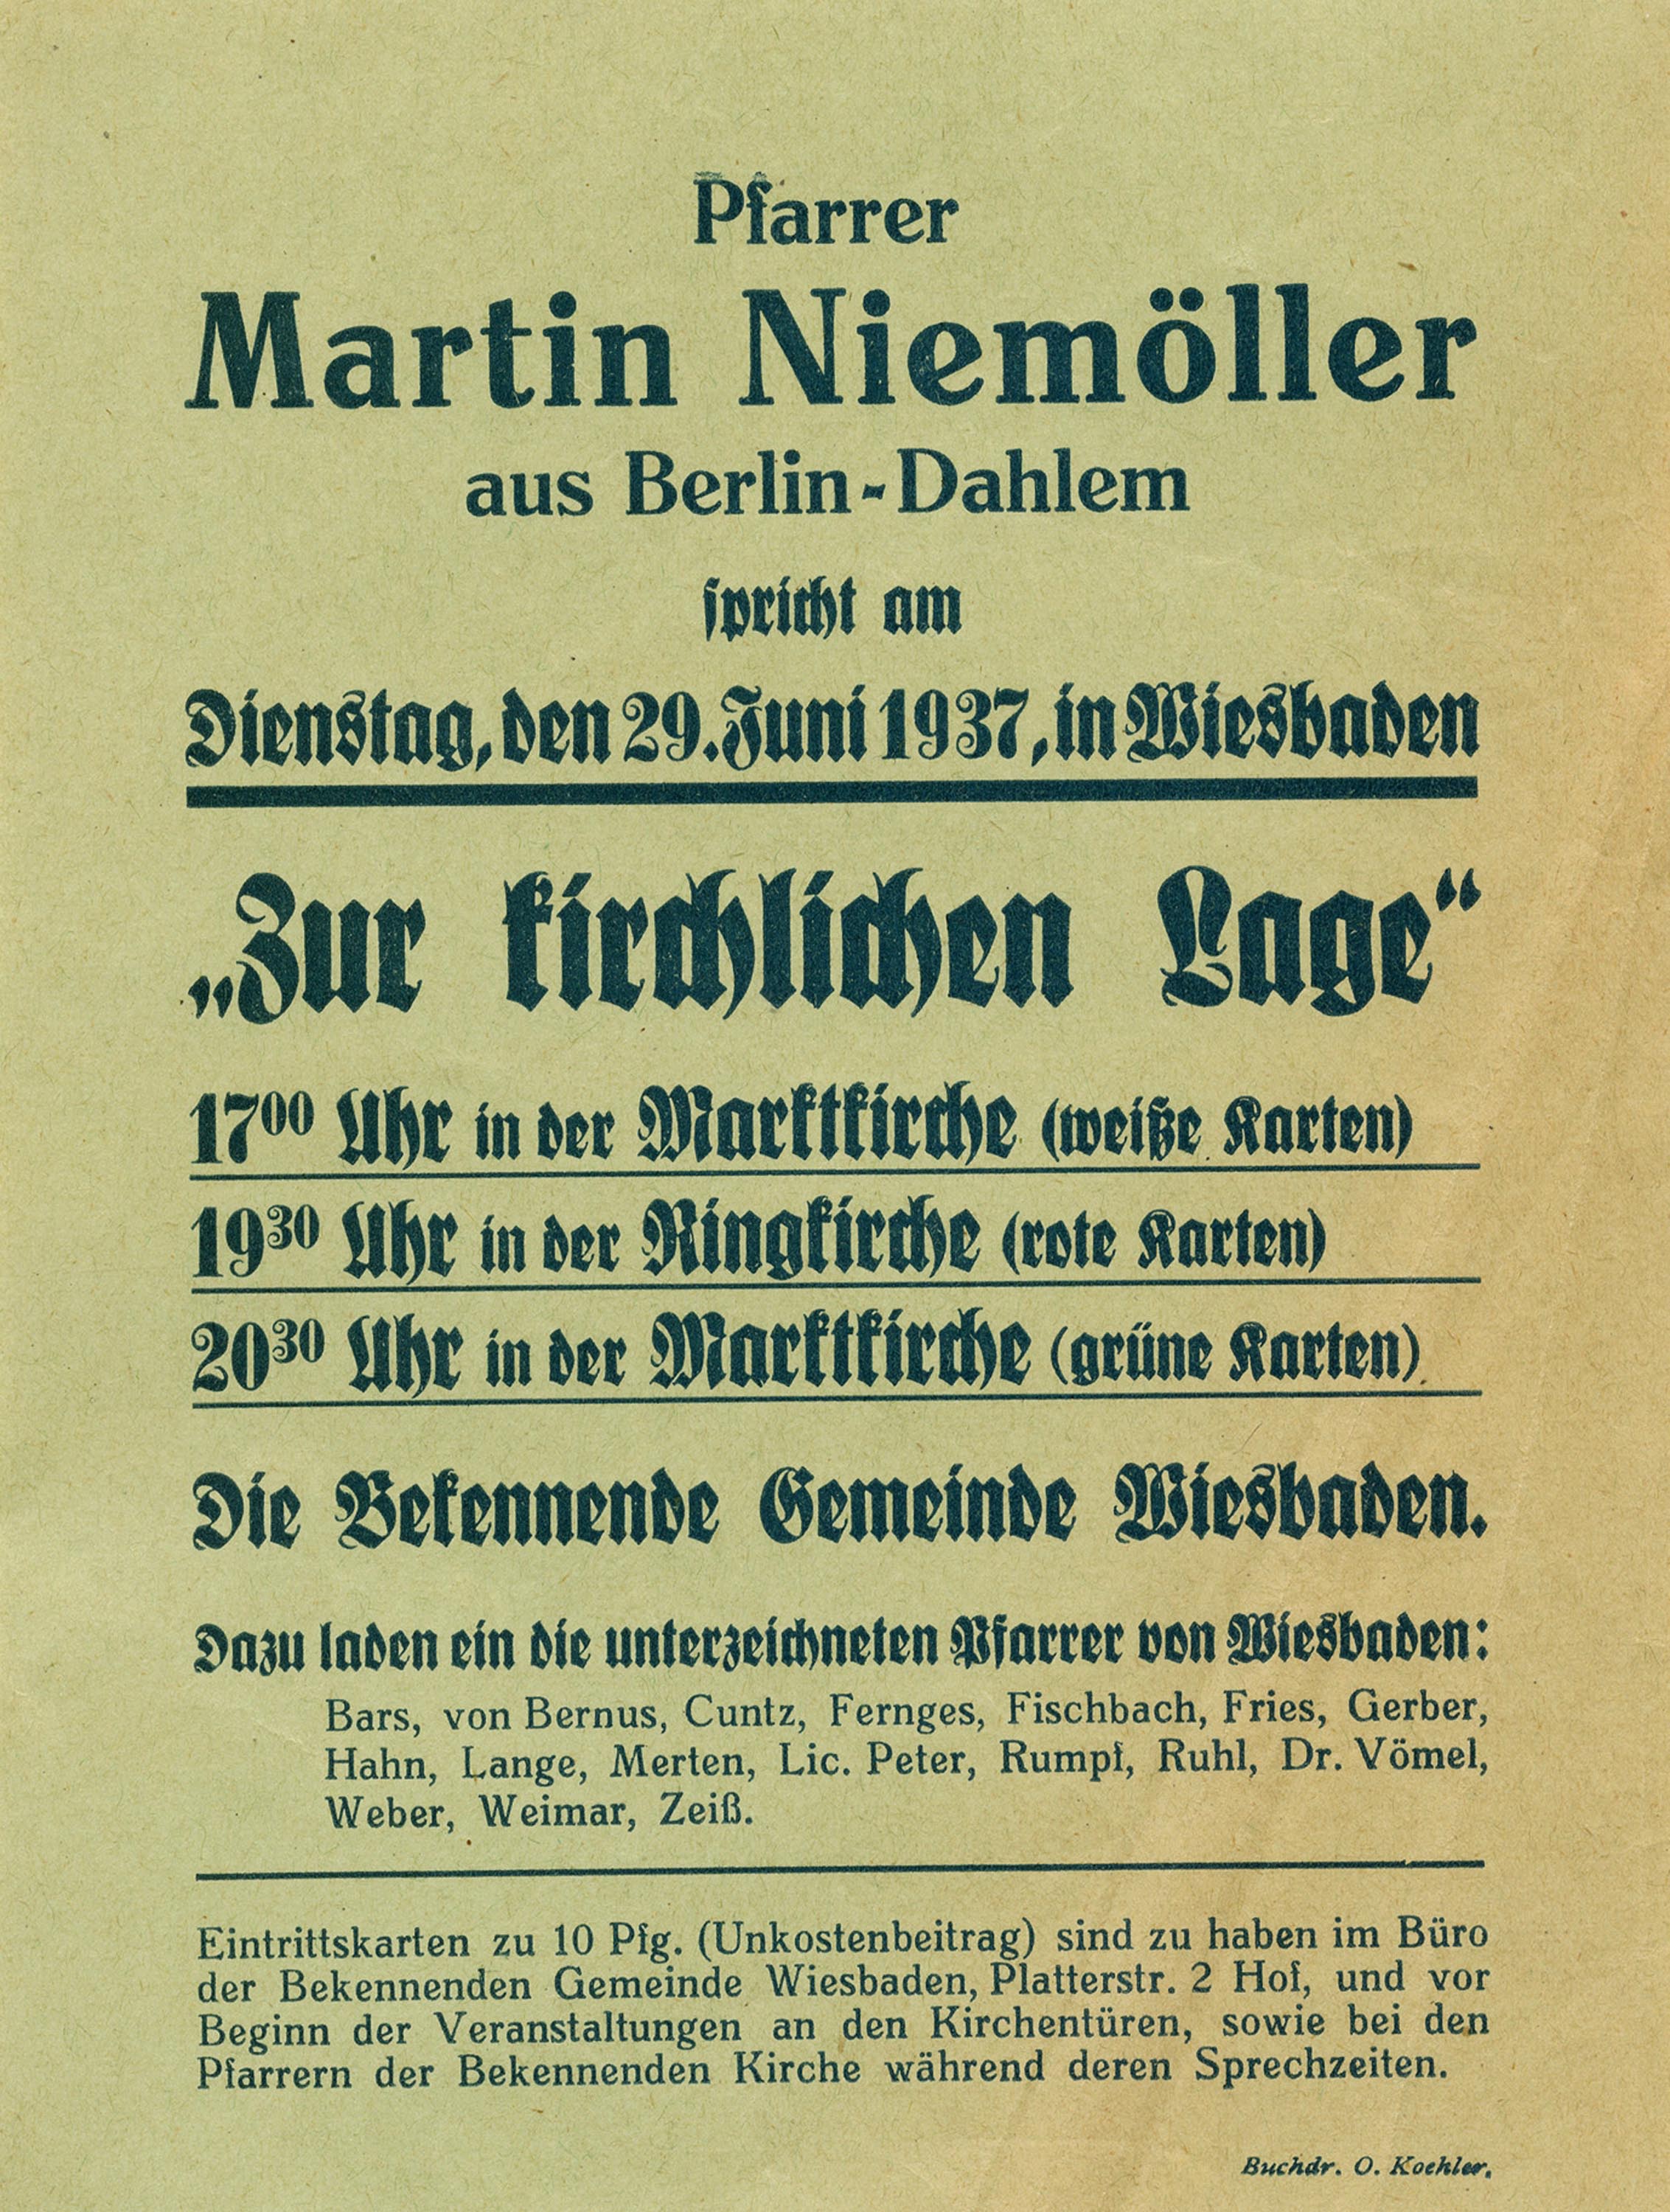 Pfarrer
Martin Niemöller
aus Berlin-Dahlem
spricht am
Dienstag, den 29. Juni 1937, in Wiesbaden
„Zur kirchlichen Lage“
17⁰⁰ Uhr in der Marktkirche (weiße Karten)
19³⁰ Uhr in der Ringkirche (rote Karten)
20³⁰ Uhr in der Marktkirche (grüne Karten)
Die Bekennende Gemeinde Wiesbaden.
Dazu laden ein die unterzeichneten Pfarrer von Wiesbaden:
Bars, von Bernus, Cuntz, Fernges, Fischbach, Fries, Gerber,
Hahn, Lange, Merten, Lic. Peter, Rumpf, Ruhl, Dr. Vömel,
Weber, Weimar, Zeiß.
Eintrittskarten zu 10 Pfg. (Unkostenbeitrag) sind zu haben im Büro
der Bekennenden Gemeinde Wiesbaden, Platterstr. 2 Hof, und vor
Beginn der Veranstaltungen an den Kirchentüren, sowie bei den
Pfarrern der Bekennenden Kirche während deren Sprechzeiten.
Buchdr. O. Koehler.